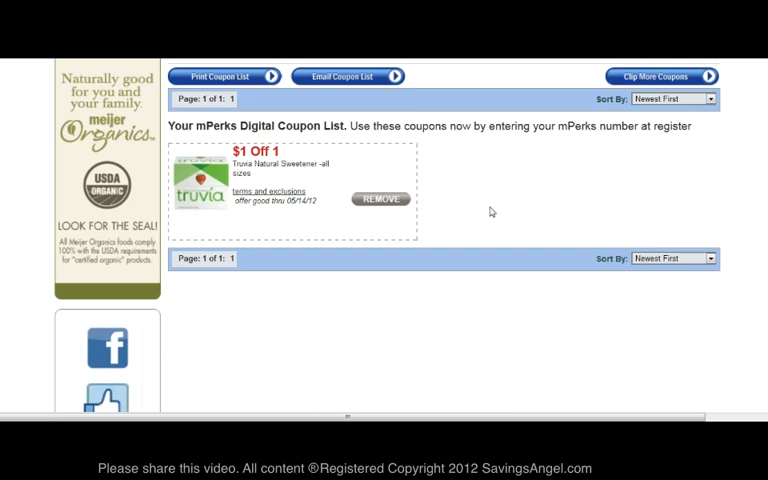 Naturally good
for you and
your family.
meijer
Organics
USDA
ORGANIC
LOOK FOR THE SEAL!
All Meijer Organics foods comply
100% with the USDA requirements
for "certified organic" products.
Print Coupon List
Email Coupon List
Clip More Coupons
Page: 1 of 1: 1
Sort By:
Newest First
Your mPerks Digital Coupon List. Use these coupons now by entering your mPerks number at register
$1 Off 1
Truvia Natural Sweetener -all
sizes
truvia
terms and exclusions
offer good thru 05/14/12
REMOVE
Page: 1 of 1: 1
Sort By:
Newest First
f
Please share this video. All content ®Registered Copyright 2012 SavingsAngel.com